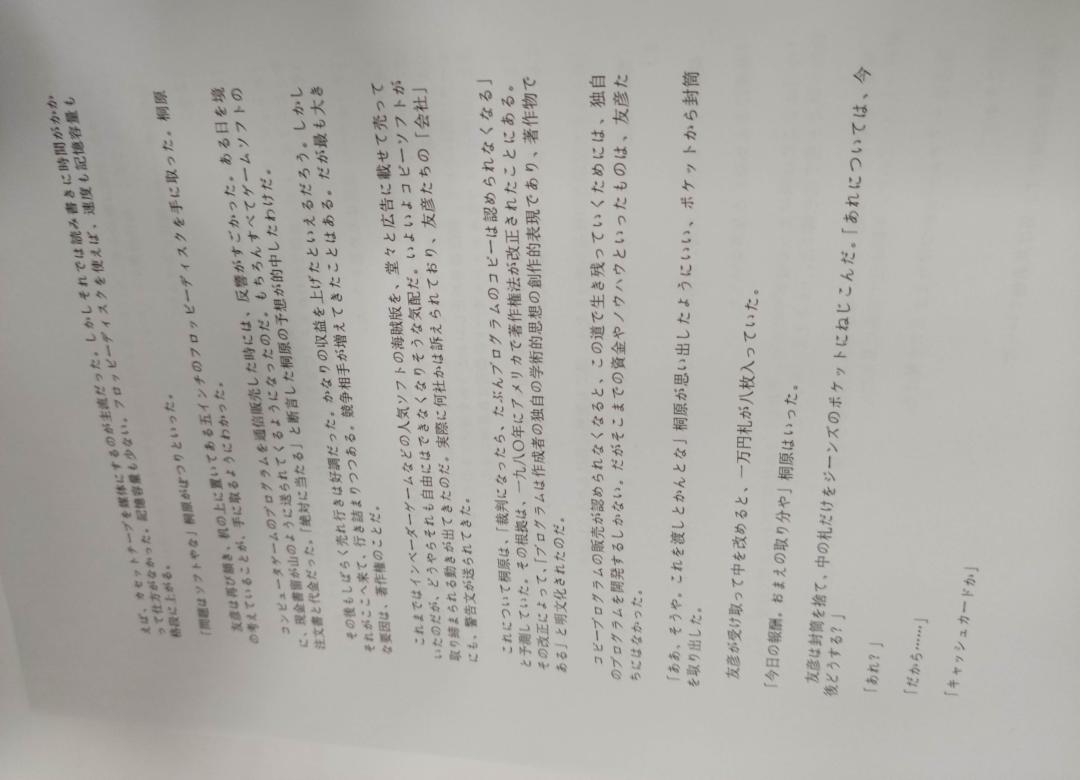 えば、カセットテープを媒体にするのが主流だった。しかしそれでは読み書きに時間がかか
って仕方がなかった。記憶容量も少ない。フロッピーディスクを使えば、速度も記憶容量も
格段に上がる。
「問題はソフトやな」桐原がぽつりといった。
友彦は再び頷き、机の上に置いてある五インチのフロッピーディスクを手に取った。桐原
の考えていることが、手に取るようにわかった。
コンピュータゲームのプログラムを通信販売した時には、反響がすごかった。ある日を境
に、現金書留が山のように送られてくるようになったのだ。もちろんすべてゲームソフトの
注文書と代金だった。「絶対に当たる」と断言した桐原の予想が的中したわけだ。
その後もしばらく売れ行きは好調だった。かなりの収益を上げたといえるだろう。しかし
それがここへ来て、行き詰まりつつある。競争相手が増えてきたことはある。だが最も大き
な要因は、著作権のことだ。
これまではインベーダーゲームなどの人気ソフトの海賊版を、堂々と広告に載せて売って
いたのだが、どうやらそれも自由にはできなくなりそうな気配だ。いよいよコピーソフトが
取り締まられる動きが出てきたのだ。実際に何社かは訴えられており、友彦たちの「会社」
にも、警告文が送られてきた。
これについて桐原は、「裁判になったら、たぶんプログラムのコピーは認められなくなる」
と予測していた。その根拠は、一九八〇年にアメリカで著作権法が改正されたことにある。
その改正によって、「プログラムは作成者の独自の学術的思想の創作的表現であり、著作物で
ある」と明文化されたのだ。
コピープログラムの販売が認められなくなると、この道で生き残っていくためには、独自
のプログラムを開発するしかない。だがそこまでの資金やノウハウといったものは、友彦た
ちにはなかった。
「ああ、そうや。これを渡しとかんとな」桐原が思い出したようにいい、ポケットから封筒
を取り出した。
友彦が受け取って中を改めると、一万円札が八枚入っていた。
「今日の報酬。おまえの取り分や」桐原はいった。
友彦は封筒を捨て、中の札だけをジーンズのポケットにねじこんだ。「あれについては、今
後どうする?」
「あれ?」
「だから……」
「キャッシュカードか」